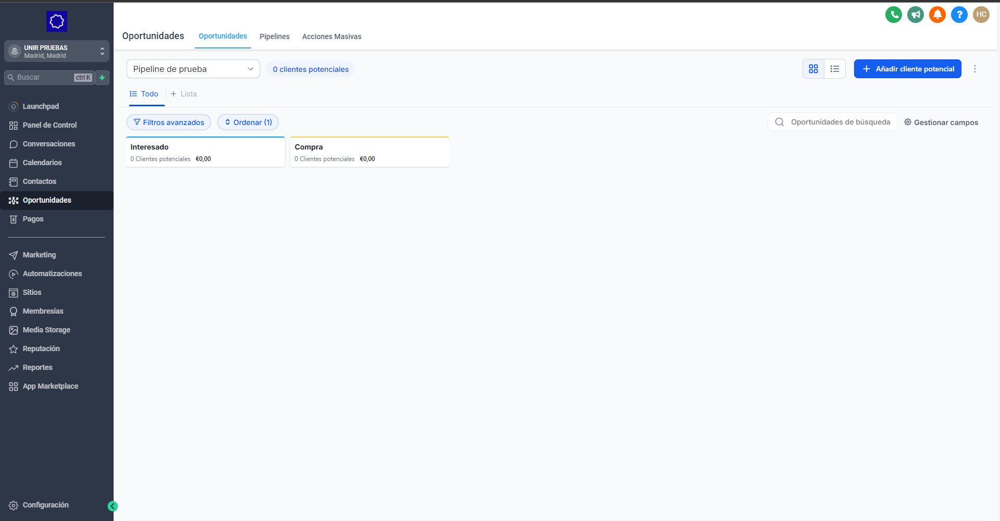 HC
UNIR PRUEBAS
Madrid, Madrid
Buscar
ctrl K
Launchpad
Panel de Control
Conversaciones
Calendarios
Contactos
Oportunidades
Pagos
Marketing
Automatizaciones
Sitios
Membresías
Media Storage
Reputación
Reportes
App Marketplace
Configuración
Oportunidades
Oportunidades
Pipelines
Acciones Masivas
Pipeline de prueba
0 clientes potenciales
+ Añadir cliente potencial
Todo
+ Lista
Filtros avanzados
Ordenar (1)
Oportunidades de búsqueda
Gestionar campos
Interesado
0 Clientes potenciales €0,00
Compra
0 Clientes potenciales €0,00